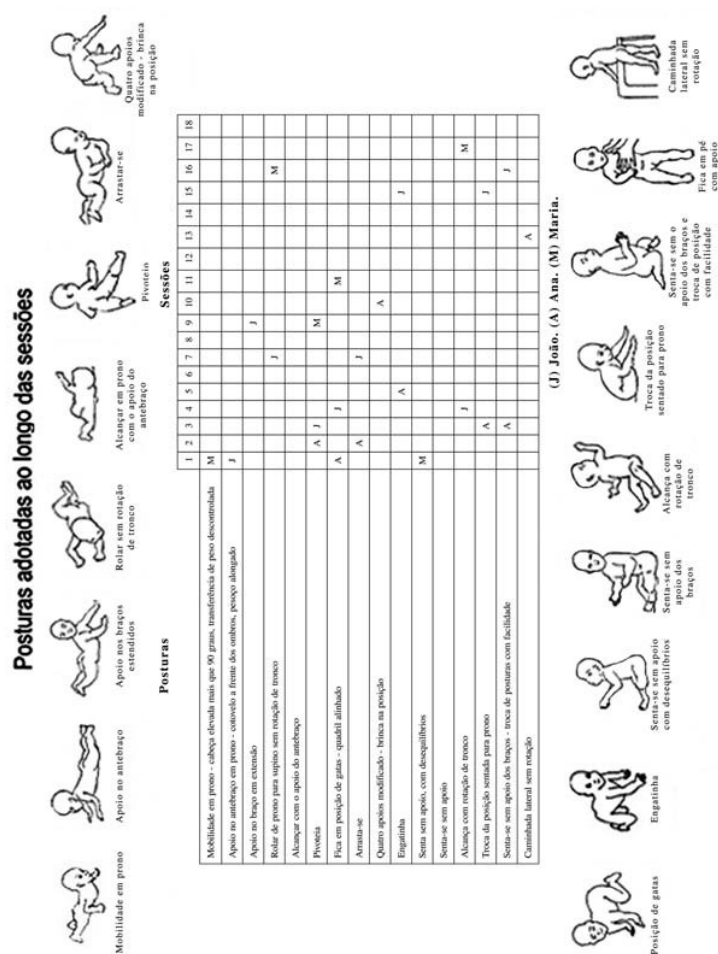 Posturas adotadas ao longo das sessões
Mobilidade em prono
Apoio no antebraço
Apoio nos braços
estendidos
Rolar sem rotação
de tronco
Alcançar em prono
com o apoio do
antebraço
Pivoteio
Arrastar-se
Quatro apoios
modificado - brinca
na posição
Posturas
Sessões
1 2 3 4 5 6 7 8 9 10 11 12 13 14 15 16 17 18
Mobilidade em prono - cabeça elevada mais que 90 graus, transferência de peso descontrolada M
Apoio no antebraço em prono - cotovelo a frente dos ombros, pescoço alongado J
Apoio no braço em extensão J
Rolar de prono para supino sem rotação de tronco J M
Alcançar com o apoio do antebraço
Pivoteia A J M
Fica em posição de gatas - quadril alinhado A J M
Arrasta-se A J
Quatro apoios modificado - brinca na posição A
Engatinha A J
Senta sem apoio, com desequilíbrios M
Senta-se sem apoio
Alcança com rotação de tronco J M
Troca da posição sentada para prono A J
Senta-se sem apoio dos braços - troca de posturas com facilidade A J
Caminhada lateral sem rotação A
(J) João. (A) Ana. (M) Maria.
Posição de gatas
Engatinha
Senta-se sem apoio
com desequilíbrios
Senta-se sem
apoio dos
braços
Alcança com
rotação de
tronco
Troca da posição
sentado para prono
Senta-se sem o
apoio dos braços e
troca de posição
com facilidade
Fica em pé
com apoio
Caminhada
lateral sem
rotação